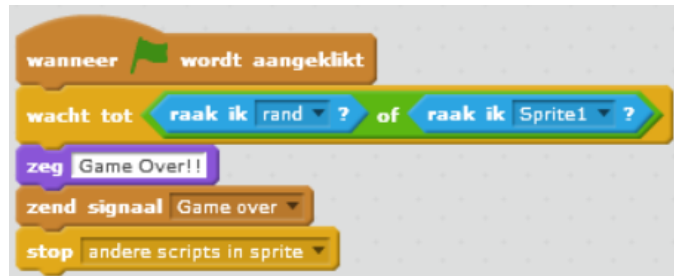 wanneer wordt aangeklikt
wacht tot raak ik rand ? of raak ik Sprite1 ?
zeg Game Over!!
zend signaal Game over
stop andere scripts in sprite